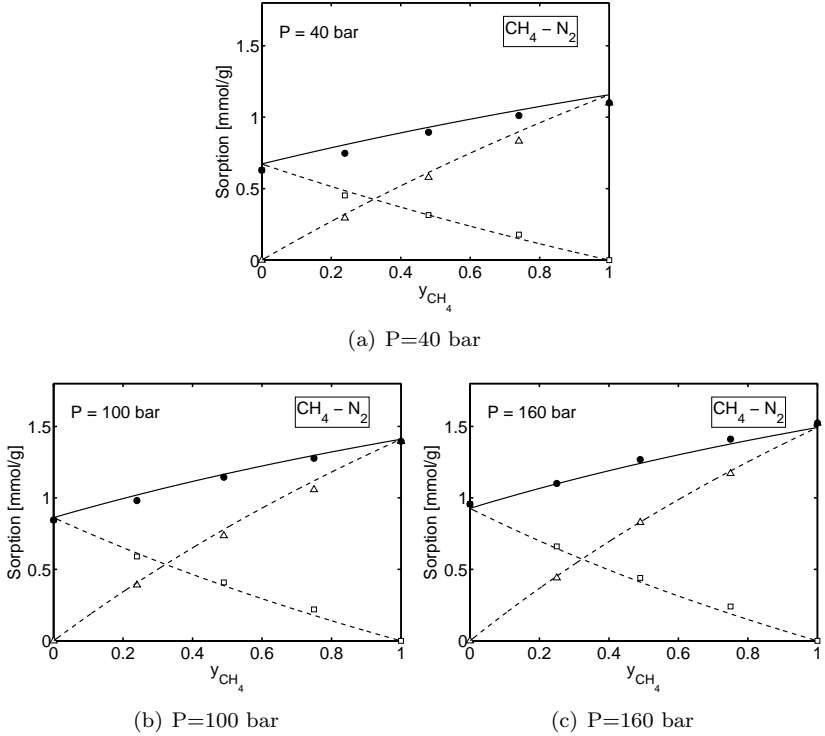 P = 40 bar
CH4 – N2
Sorption [mmol/g]
1.5
1
0.5
0
0 0.2 0.4 0.6 0.8 1
yCH4
(a) P=40 bar
P = 100 bar
CH4 – N2
Sorption [mmol/g]
1.5
1
0.5
0
0 0.2 0.4 0.6 0.8 1
yCH4
(b) P=100 bar
P = 160 bar
CH4 – N2
Sorption [mmol/g]
1.5
1
0.5
0
0 0.2 0.4 0.6 0.8 1
yCH4
(c) P=160 bar